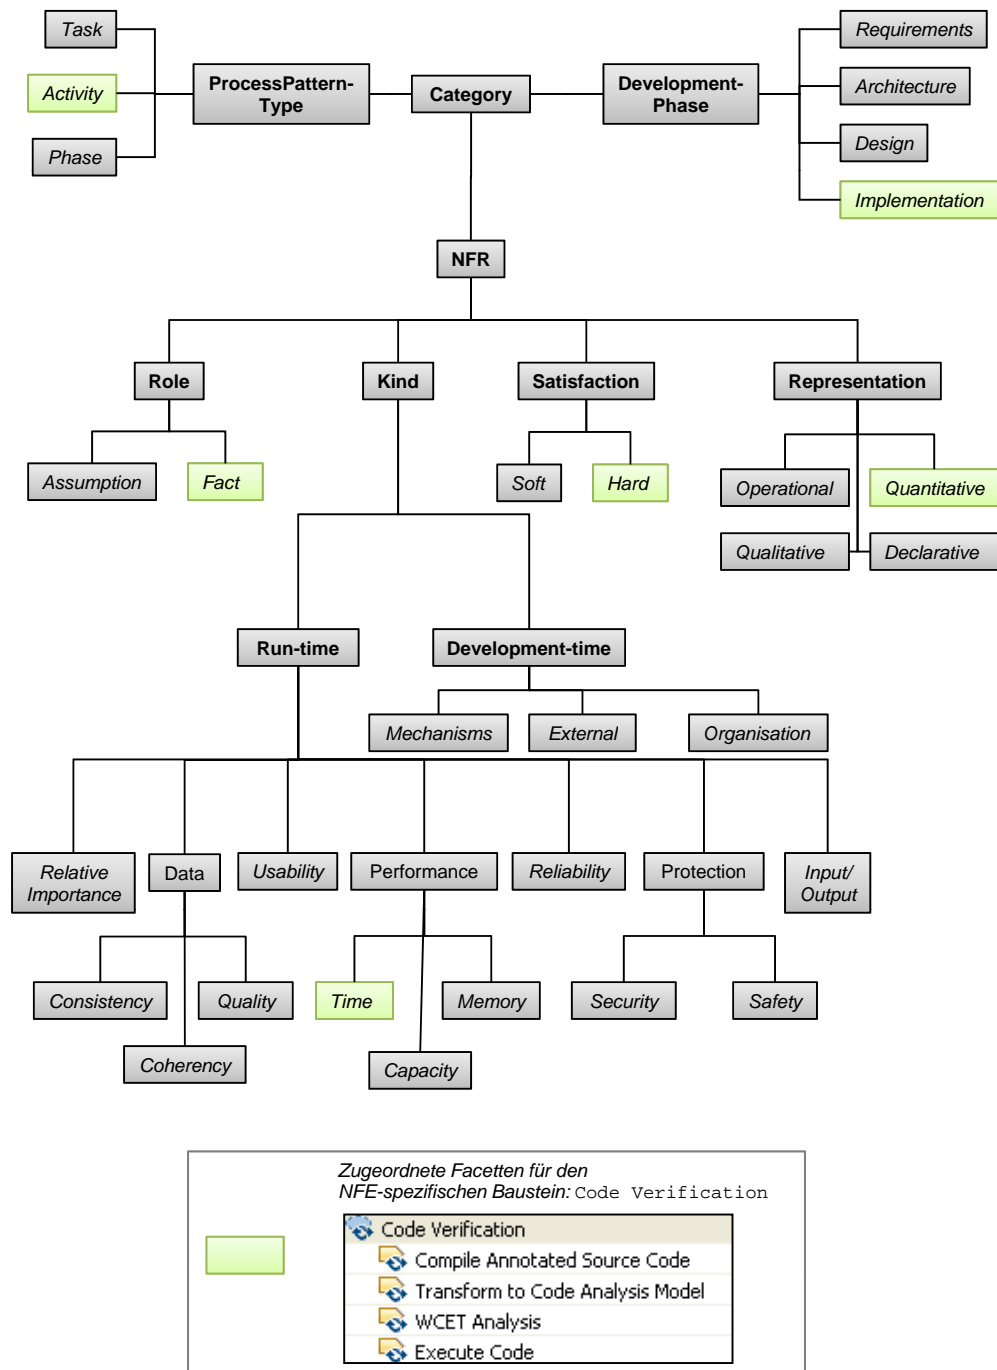 Task
Requirements
ProcessPattern-
Type
Category
Development-
Phase
Activity
Architecture
Phase
Design
Implementation
NFR
Role
Kind
Satisfaction
Representation
Assumption
Fact
Soft
Hard
Operational
Quantitative
Qualitative
Declarative
Run-time
Development-time
Mechanisms
External
Organisation
Relative
Importance
Data
Usability
Performance
Reliability
Protection
Input/
Output
Consistency
Quality
Time
Memory
Security
Safety
Coherency
Capacity
Zugeordnete Facetten für den
NFE-spezifischen Baustein: Code Verification
Code Verification
Compile Annotated Source Code
Transform to Code Analysis Model
WCET Analysis
Execute Code